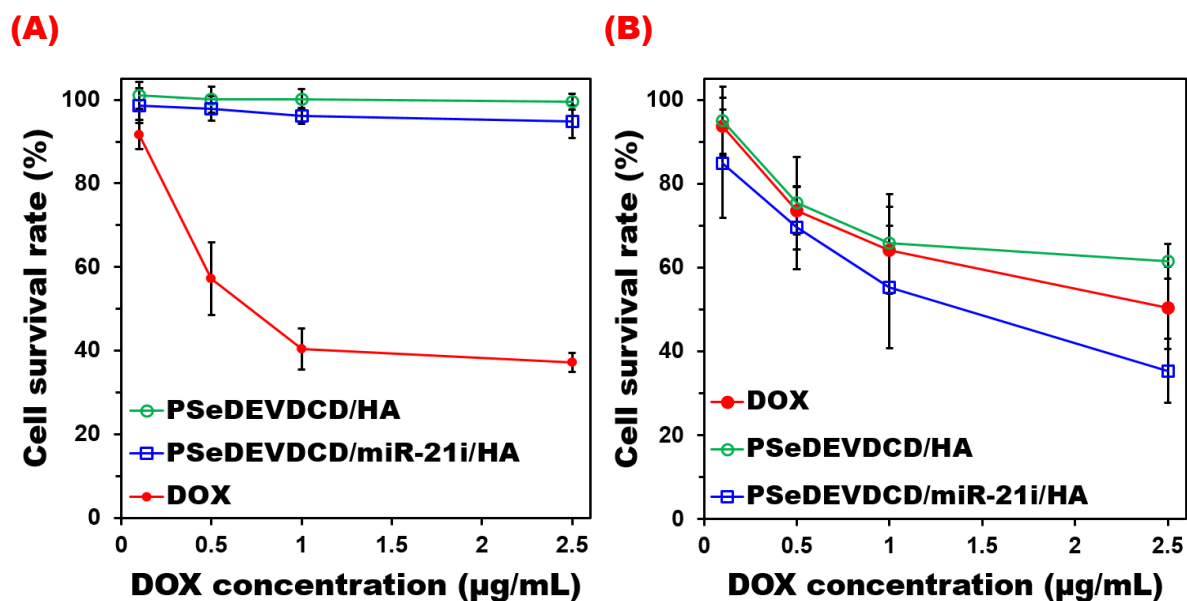 (A)
Cell survival rate (%)
100
80
60
40
20
0
PSeDEVDCD/HA
PSeDEVDCD/miR-21i/HA
DOX
0 0.5 1 1.5 2 2.5
DOX concentration (µg/mL)
(B)
Cell survival rate (%)
100
80
60
40
20
0
DOX
PSeDEVDCD/HA
PSeDEVDCD/miR-21i/HA
0 0.5 1 1.5 2 2.5
DOX concentration (µg/mL)